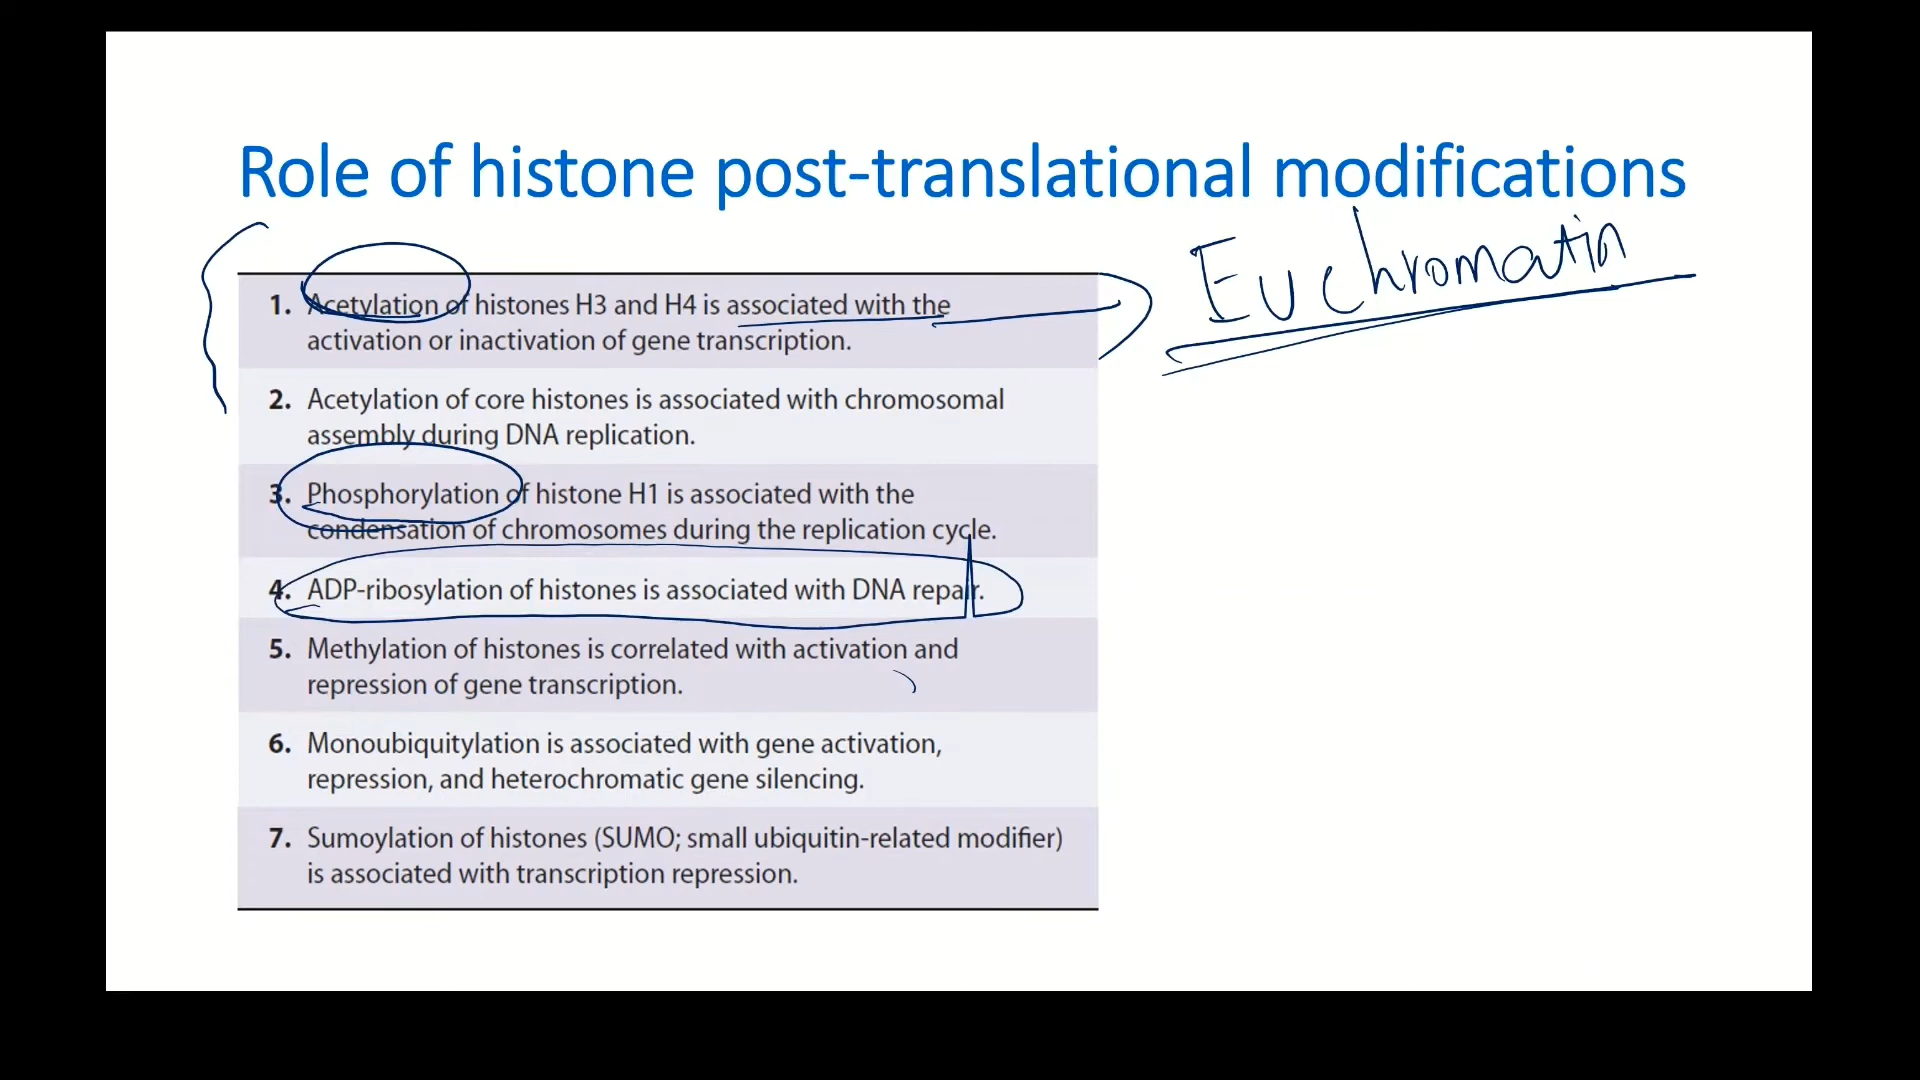 Role of histone post-translational modifications
Euchromatin
1. Acetylation of histones H3 and H4 is associated with the
activation or inactivation of gene transcription.
2. Acetylation of core histones is associated with chromosomal
assembly during DNA replication.
3. Phosphorylation of histone H1 is associated with the
condensation of chromosomes during the replication cycle.
4. ADP-ribosylation of histones is associated with DNA repair.
5. Methylation of histones is correlated with activation and
repression of gene transcription.
6. Monoubiquitylation is associated with gene activation,
repression, and heterochromatic gene silencing.
7. Sumoylation of histones (SUMO; small ubiquitin-related modifier)
is associated with transcription repression.